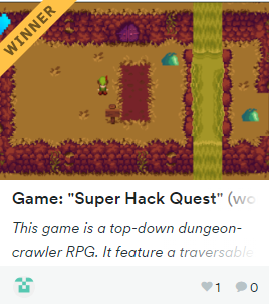 WINNER
Game: "Super Hack Quest" (wo
This game is a top-down dungeon-
crawler RPG. It feature a traversable
1 0